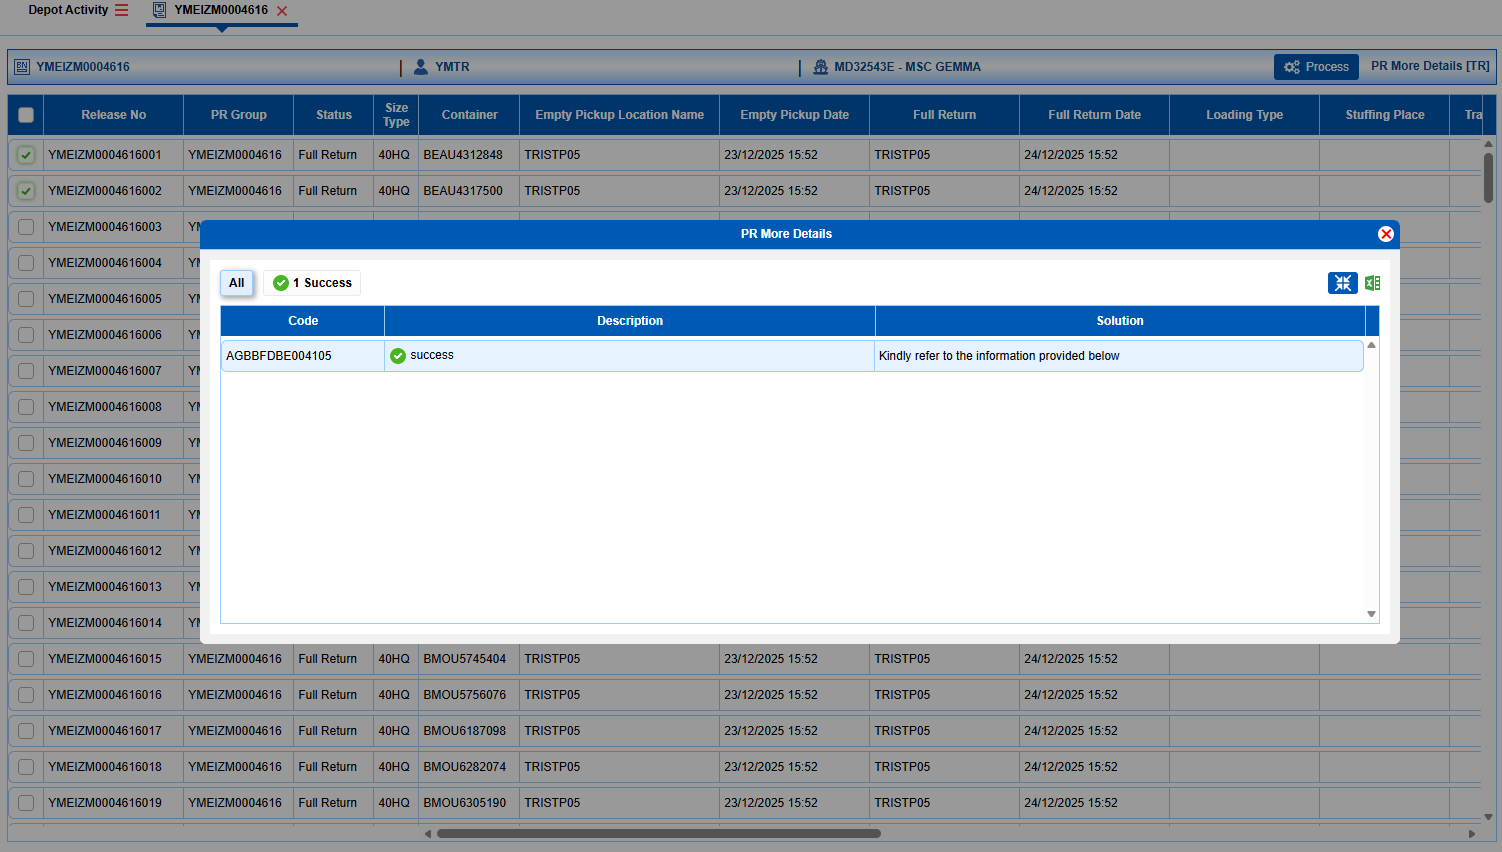 Depot Activity YMEIZM0004616
BN YMEIZM0004616 YMTR MD32543E - MSC GEMMA Process PR More Details [TR]
Release No PR Group Status Size Type Container Empty Pickup Location Name Empty Pickup Date Full Return Full Return Date Loading Type Stuffing Place Tra
YMEIZM0004616001 YMEIZM0004616 Full Return 40HQ BEAU4312848 TRISTP05 23/12/2025 15:52 TRISTP05 24/12/2025 15:52
YMEIZM0004616002 YMEIZM0004616 Full Return 40HQ BEAU4317500 TRISTP05 23/12/2025 15:52 TRISTP05 24/12/2025 15:52
YMEIZM0004616003
PR More Details
YMEIZM0004616004
All 1 Success
YMEIZM0004616005
Code Description Solution
YMEIZM0004616006
AGBBFDBE004105 success Kindly refer to the information provided below
YMEIZM0004616007
YMEIZM0004616008
YMEIZM0004616009
YMEIZM0004616010
YMEIZM0004616011
YMEIZM0004616012
YMEIZM0004616013
YMEIZM0004616014
YMEIZM0004616015 YMEIZM0004616 Full Return 40HQ BMOU5745404 TRISTP05 23/12/2025 15:52 TRISTP05 24/12/2025 15:52
YMEIZM0004616016 YMEIZM0004616 Full Return 40HQ BMOU5756076 TRISTP05 23/12/2025 15:52 TRISTP05 24/12/2025 15:52
YMEIZM0004616017 YMEIZM0004616 Full Return 40HQ BMOU6187098 TRISTP05 23/12/2025 15:52 TRISTP05 24/12/2025 15:52
YMEIZM0004616018 YMEIZM0004616 Full Return 40HQ BMOU6282074 TRISTP05 23/12/2025 15:52 TRISTP05 24/12/2025 15:52
YMEIZM0004616019 YMEIZM0004616 Full Return 40HQ BMOU6305190 TRISTP05 23/12/2025 15:52 TRISTP05 24/12/2025 15:52